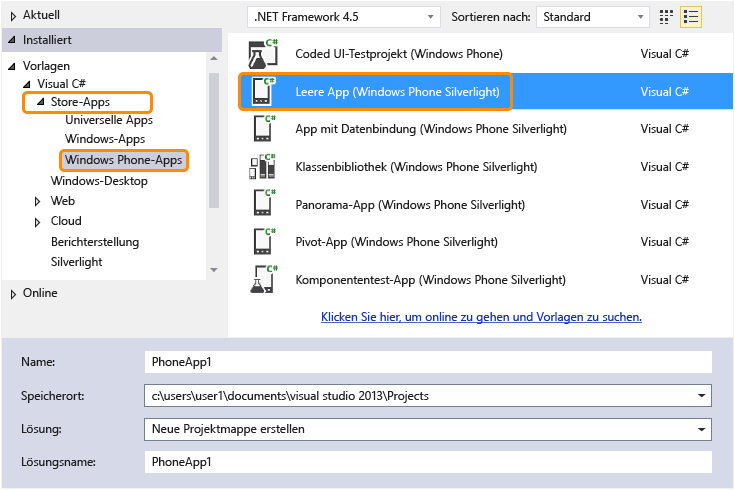 Aktuell
.NET Framework 4.5
Sortieren nach:
Standard
Installiert
Vorlagen
Visual C#
Store-Apps
Universelle Apps
Windows-Apps
Windows Phone-Apps
Windows-Desktop
Web
Cloud
Berichterstellung
Silverlight
Online
C# Coded UI-Testprojekt (Windows Phone) Visual C#
C# Leere App (Windows Phone Silverlight) Visual C#
C# App mit Datenbindung (Windows Phone Silverlight) Visual C#
C# Klassenbibliothek (Windows Phone Silverlight) Visual C#
C# Panorama-App (Windows Phone Silverlight) Visual C#
C# Pivot-App (Windows Phone Silverlight) Visual C#
C# Komponententest-App (Windows Phone Silverlight) Visual C#
Klicken Sie hier, um online zu gehen und Vorlagen zu suchen.
Name: PhoneApp1
Speicherort: c:\users\user1\documents\visual studio 2013\Projects
Lösung: Neue Projektmappe erstellen
Lösungsname: PhoneApp1